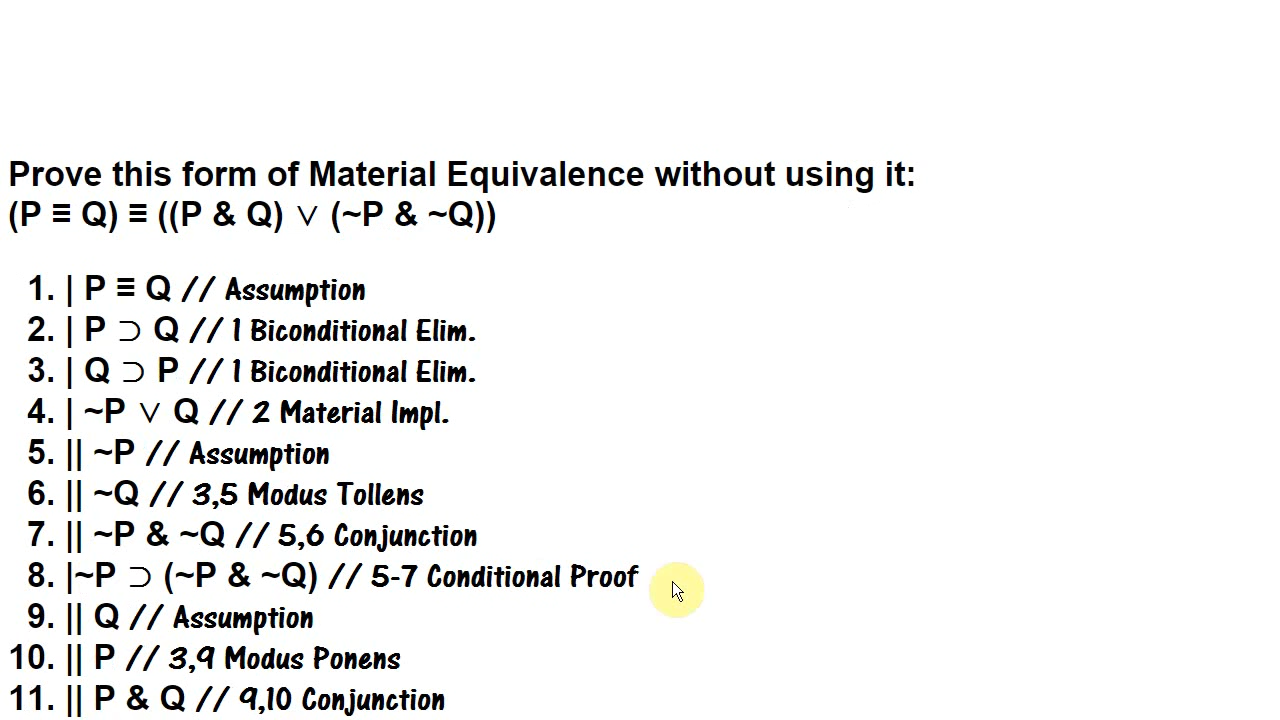 Prove this form of Material Equivalence without using it:
(P ≡ Q) ≡ ((P & Q) ∨ (~P & ~Q))
1. | P ≡ Q // Assumption
2. | P ⊃ Q // 1 Biconditional Elim.
3. | Q ⊃ P // 1 Biconditional Elim.
4. | ~P ∨ Q // 2 Material Impl.
5. || ~P // Assumption
6. || ~Q // 3,5 Modus Tollens
7. || ~P & ~Q // 5,6 Conjunction
8. |~P ⊃ (~P & ~Q) // 5-7 Conditional Proof
9. || Q // Assumption
10. || P // 3,9 Modus Ponens
11. || P & Q // 9,10 Conjunction